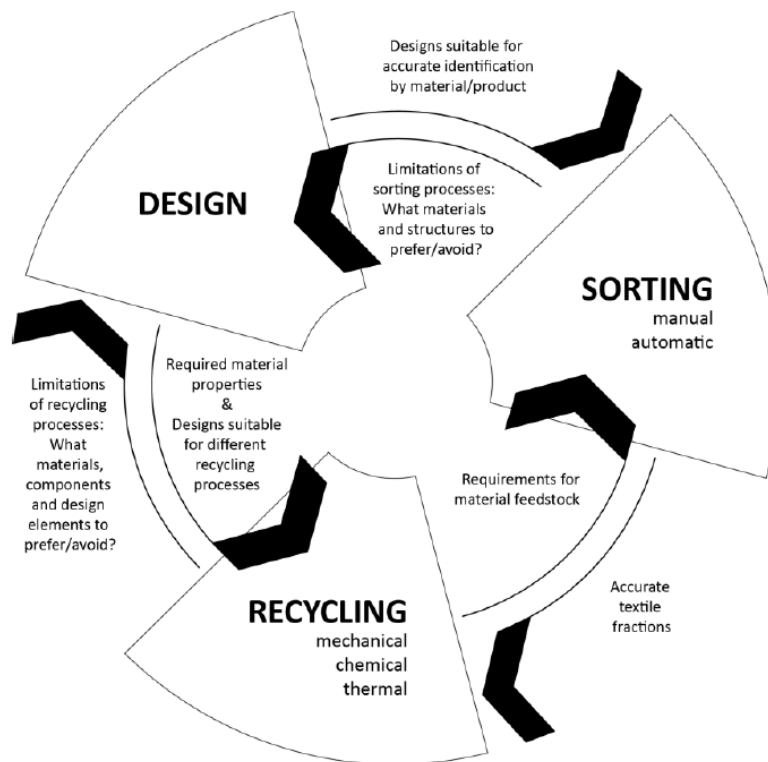 Designs suitable for
accurate identification
by material/product
DESIGN
Limitations of
sorting processes:
What materials
and structures to
prefer/avoid?
SORTING
manual
automatic
Required material
properties
&
Designs suitable
for different
recycling
processes
Limitations
of recycling
processes:
What
materials,
components
and design
elements to
prefer/avoid?
Requirements for
material feedstock
Accurate
textile
fractions
RECYCLING
mechanical
chemical
thermal